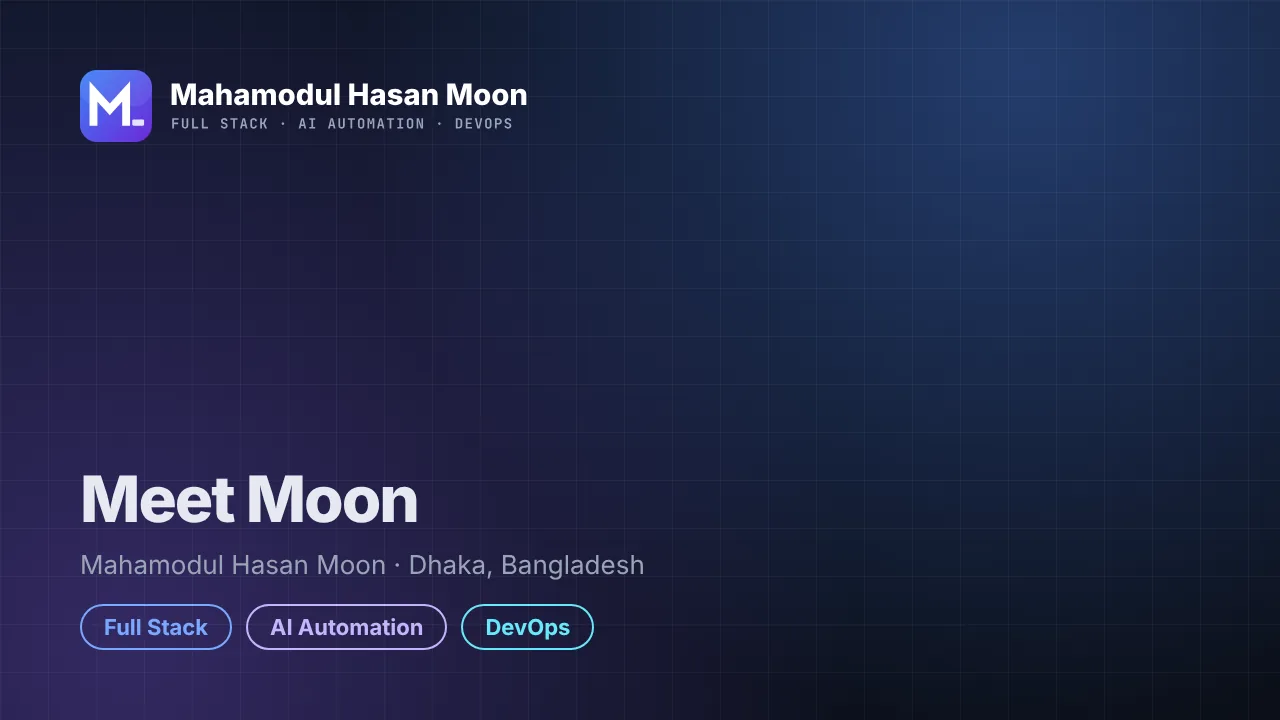 M_
Mahamodul Hasan Moon
FULL STACK · AI AUTOMATION · DEVOPS
Meet Moon
Mahamodul Hasan Moon · Dhaka, Bangladesh
Full Stack AI Automation DevOps